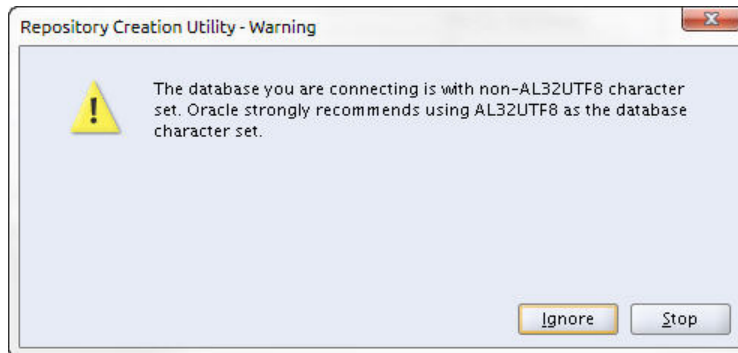 Repository Creation Utility - Warning
The database you are connecting is with non-AL32UTF8 character
set. Oracle strongly recommends using AL32UTF8 as the database
character set.
Ignore
Stop